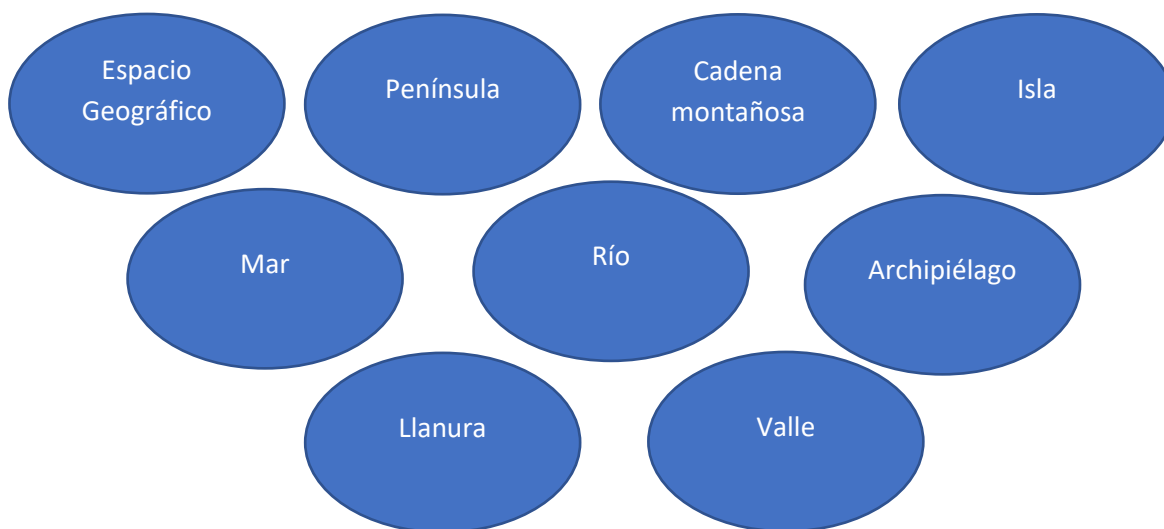 Espacio
Geográfico
Península
Cadena
montañosa
Isla
Mar
Río
Archipiélago
Llanura
Valle